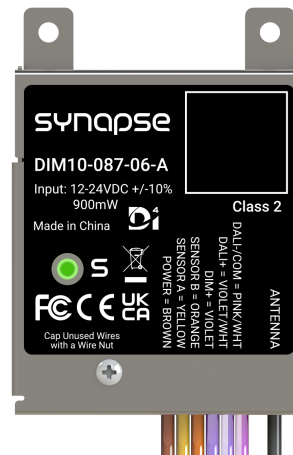 SYNAPSE
DIM10-087-06-A
Input: 12-24VDC +/-10%
900mW
Made in China
D4i
S
FC CE UK
CA
Cap Unused Wires
with a Wire Nut
Class 2
DALI-/COM = PINK/WHT
DALI+ = VIOLET/WHT
DIM+ = VIOLET
SENSOR B = ORANGE
SENSOR A = YELLOW
POWER = BROWN
ANTENNA